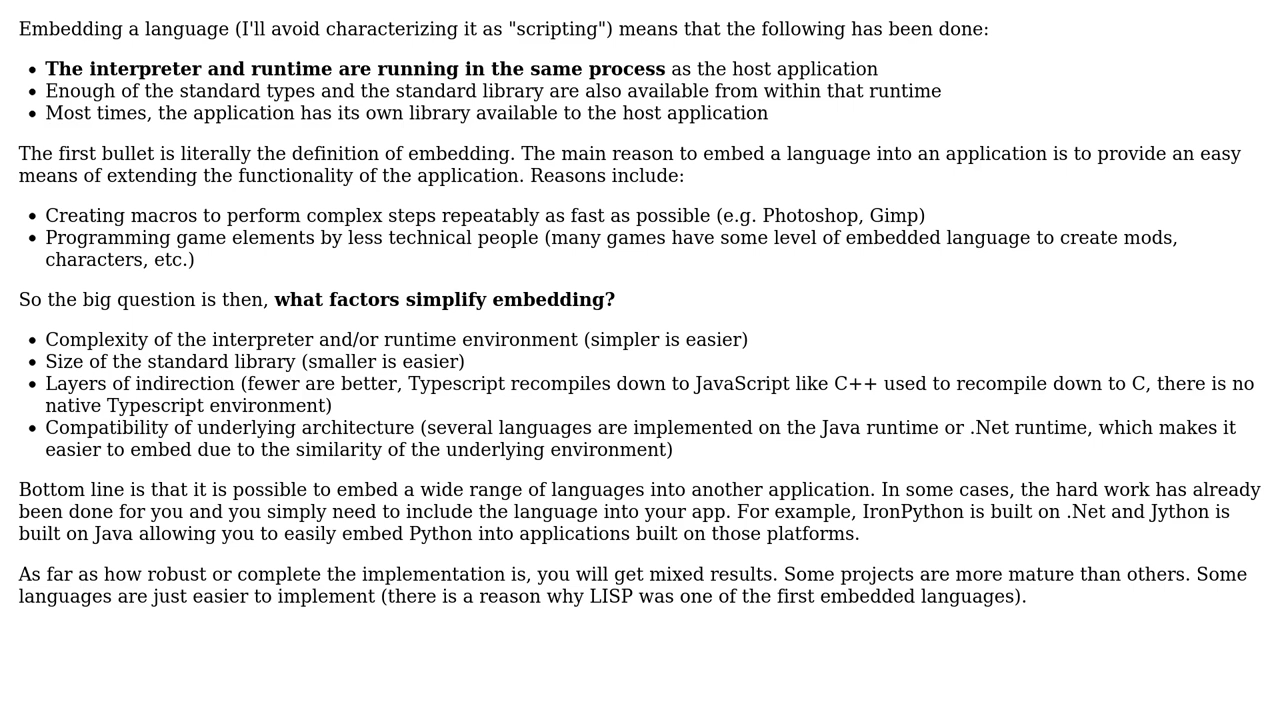 Embedding a language (I'll avoid characterizing it as "scripting") means that the following has been done:
• The interpreter and runtime are running in the same process as the host application
• Enough of the standard types and the standard library are also available from within that runtime
• Most times, the application has its own library available to the host application
The first bullet is literally the definition of embedding. The main reason to embed a language into an application is to provide an easy
means of extending the functionality of the application. Reasons include:
• Creating macros to perform complex steps repeatably as fast as possible (e.g. Photoshop, Gimp)
• Programming game elements by less technical people (many games have some level of embedded language to create mods,
characters, etc.)
So the big question is then, what factors simplify embedding?
• Complexity of the interpreter and/or runtime environment (simpler is easier)
• Size of the standard library (smaller is easier)
• Layers of indirection (fewer are better, Typescript recompiles down to JavaScript like C++ used to recompile down to C, there is no
native Typescript environment)
• Compatibility of underlying architecture (several languages are implemented on the Java runtime or .Net runtime, which makes it
easier to embed due to the similarity of the underlying environment)
Bottom line is that it is possible to embed a wide range of languages into another application. In some cases, the hard work has already
been done for you and you simply need to include the language into your app. For example, IronPython is built on .Net and Jython is
built on Java allowing you to easily embed Python into applications built on those platforms.
As far as how robust or complete the implementation is, you will get mixed results. Some projects are more mature than others. Some
languages are just easier to implement (there is a reason why LISP was one of the first embedded languages).